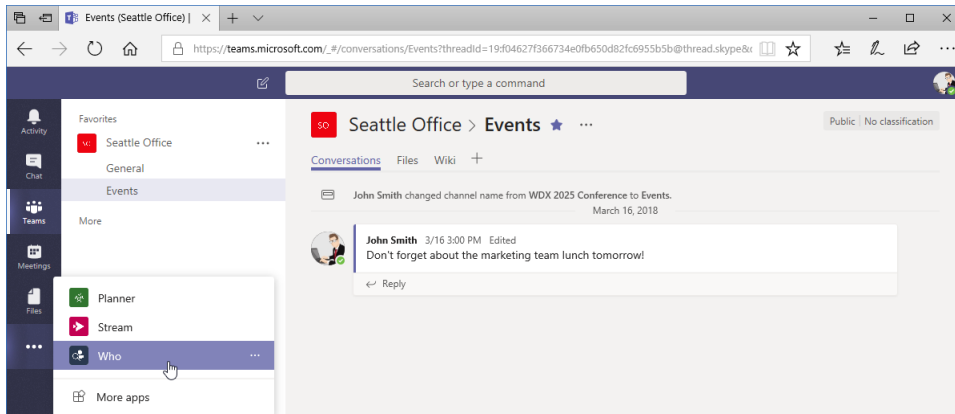 Events (Seattle Office) |
https://teams.microsoft.com/_#/conversations/Events?threadId=19:f04627f366734e0fb650d82fc6955b5b@thread.skype&c
Search or type a command
Activity
Chat
Teams
Meetings
Files
Favorites
SO Seattle Office
General
Events
More
Planner
Stream
Who
More apps
SO Seattle Office > Events
Public | No classification
Conversations Files Wiki
John Smith changed channel name from WDX 2025 Conference to Events.
March 16, 2018
John Smith 3/16 3:00 PM Edited
Don't forget about the marketing team lunch tomorrow!
Reply